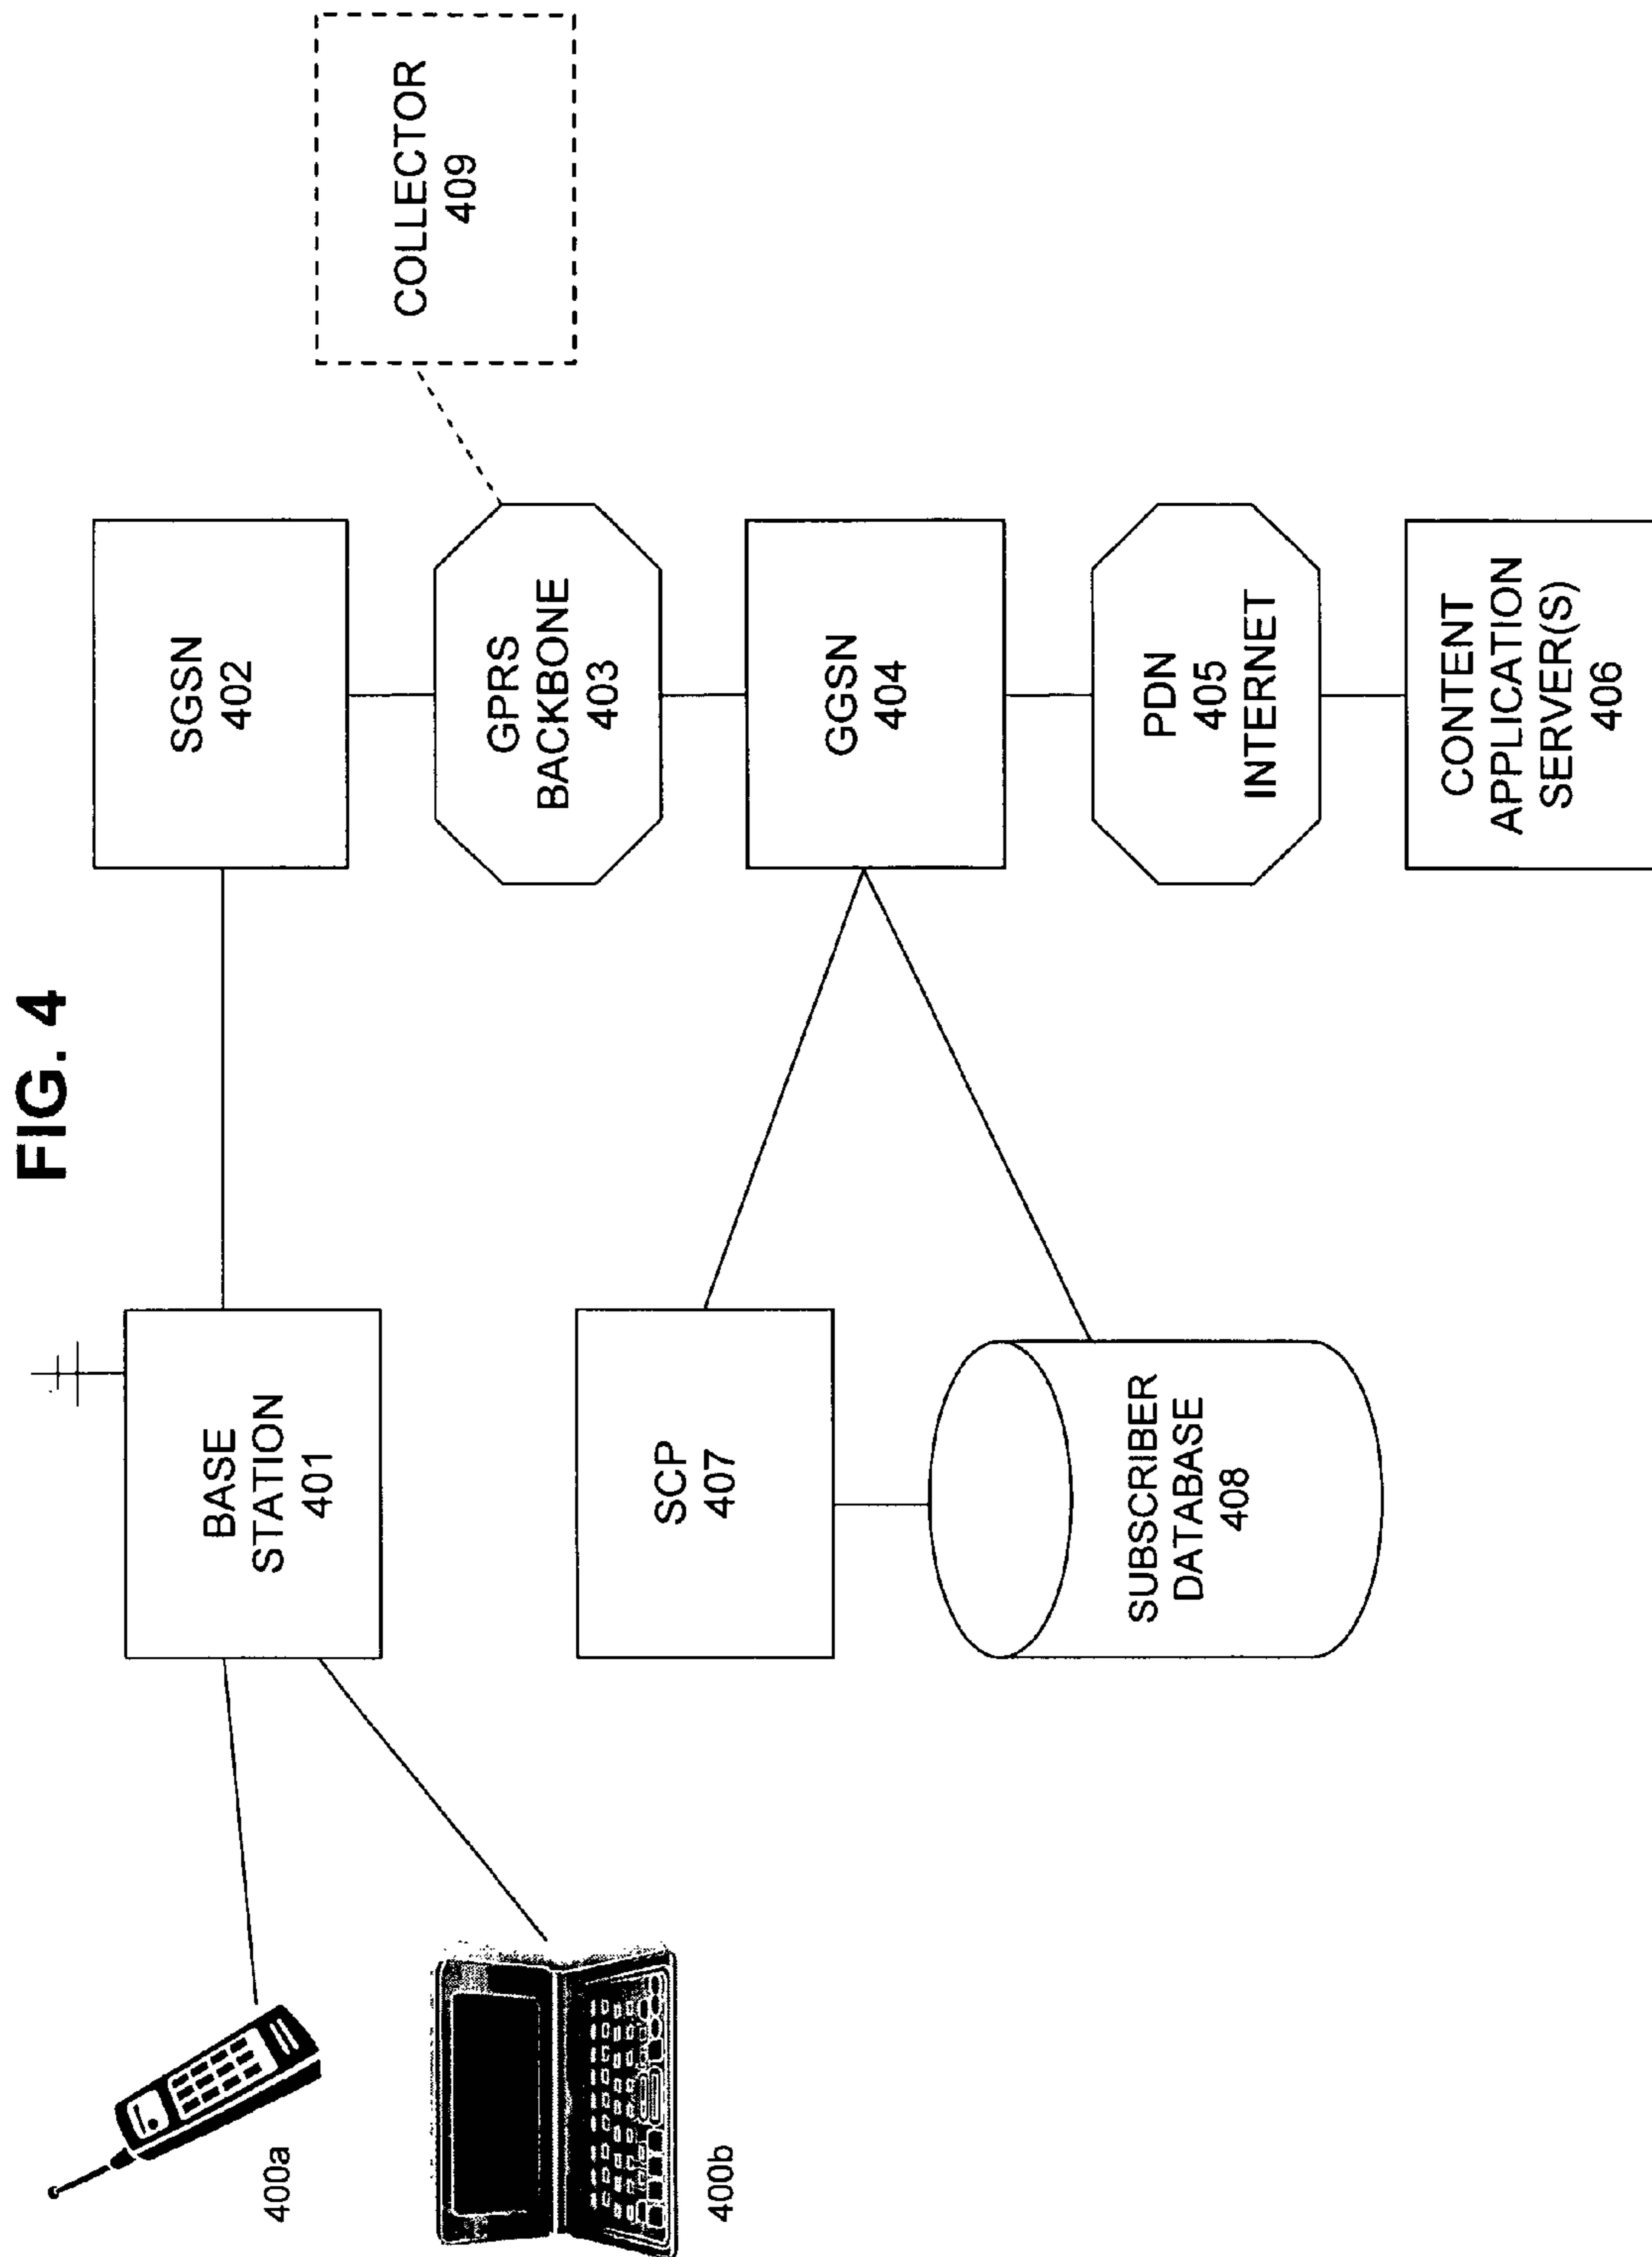 FIG. 4
400a
400b
BASE
STATION
401
SCP
407
SUBSCRIBER
DATABASE
408
SGSN
402
GPRS
BACKBONE
403
GGSN
404
PDN
405
INTERNET
CONTENT
APPLICATION
SERVER(S)
406
COLLECTOR
409